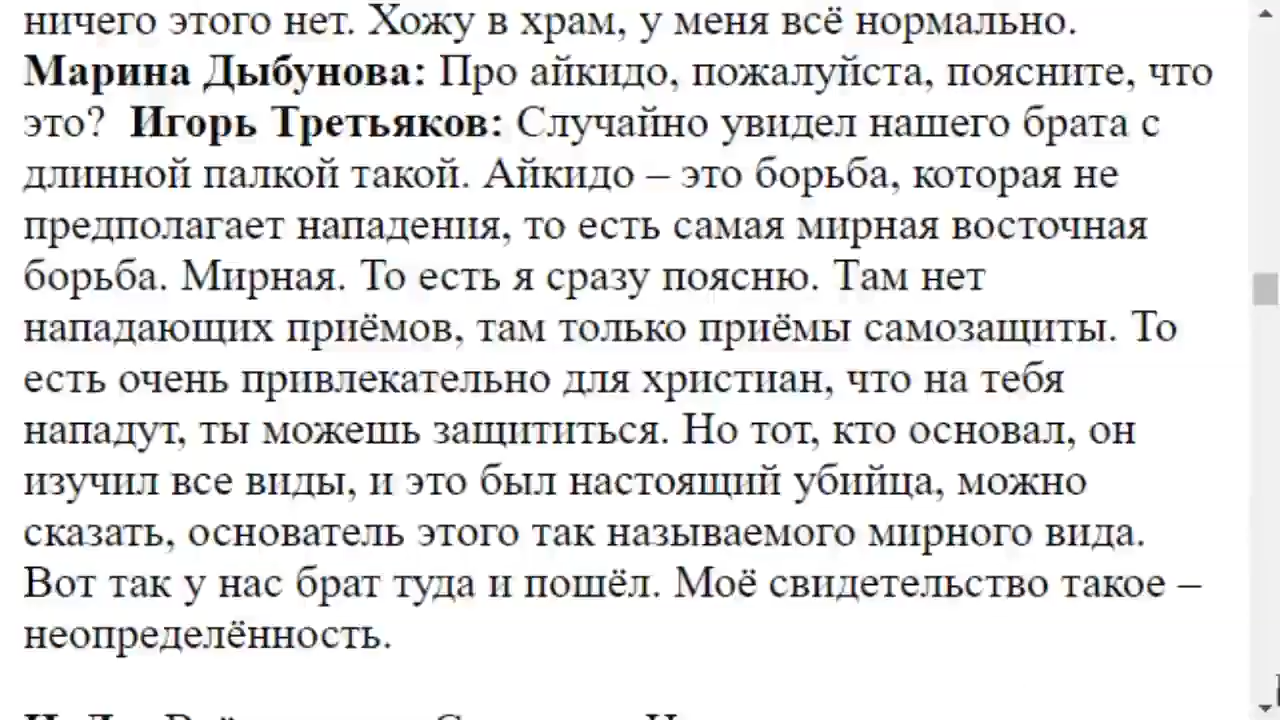 ничего этого нет. Хожу в храм, у меня всё нормально.
Марина Дыбунова: Про айкидо, пожалуйста, поясните, что
это? Игорь Третьяков: Случайно увидел нашего брата с
длинной палкой такой. Айкидо – это борьба, которая не
предполагает нападения, то есть самая мирная восточная
борьба. Мирная. То есть я сразу поясню. Там нет
нападающих приёмов, там только приёмы самозащиты. То
есть очень привлекательно для христиан, что на тебя
нападут, ты можешь защититься. Но тот, кто основал, он
изучил все виды, и это был настоящий убийца, можно
сказать, основатель этого так называемого мирного вида.
Вот так у нас брат туда и пошёл. Моё свидетельство такое –
неопределённость.